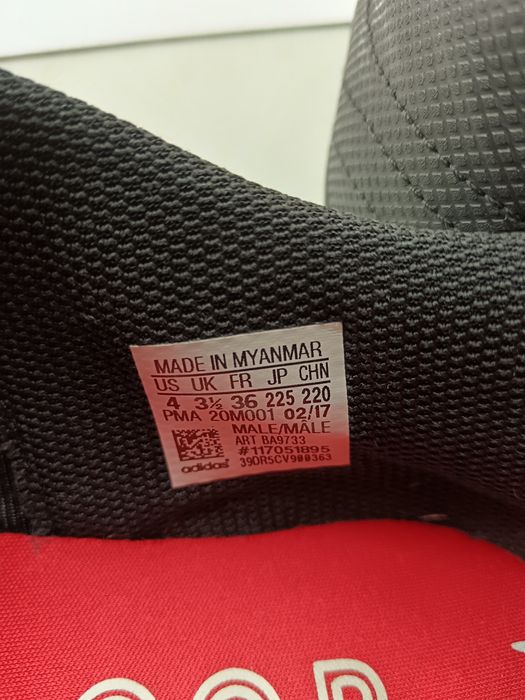 MADE IN MYANMAR
US UK FR JP CHN
4 3½ 36 225 220
PMA 20M001 02/17
MALE/MÂLE
ART BA9733
#117051895
adidas® 39DR5CV900363